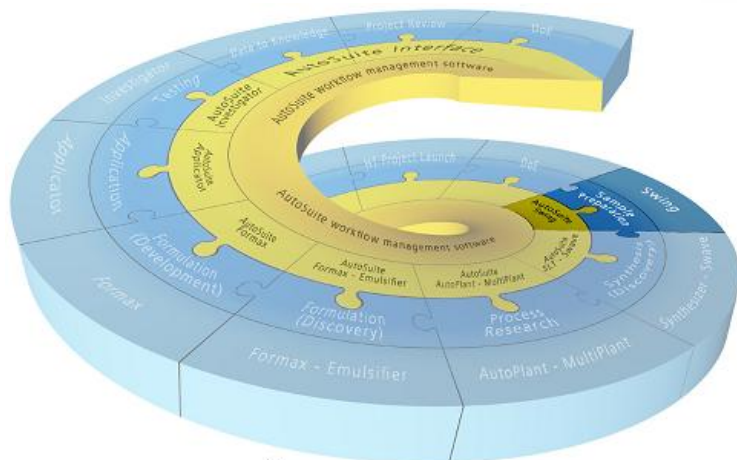 Project Review
DoE
Data to Knowledge
Investigator
Testing
AutoSuite Interface
AutoSuite workflow management software
AutoSuite
Investigator
Applicator
Application
AutoSuite
Applicator
Project Launch
DoE
Swing
Sample
Preparation
AutoSuite
Swing
AutoSuite workflow management software
AutoSuite
Formax
AutoSuite
Formax - Emulsifier
AutoSuite
AutoPlant - MultiPlant
AutoSuite
SLT - Swave
Synthesis
(Discovery)
Synthesizer - Swave
Formulation
(Development)
Formulation
(Discovery)
Process
Research
Formax
Formax - Emulsifier
AutoPlant - MultiPlant